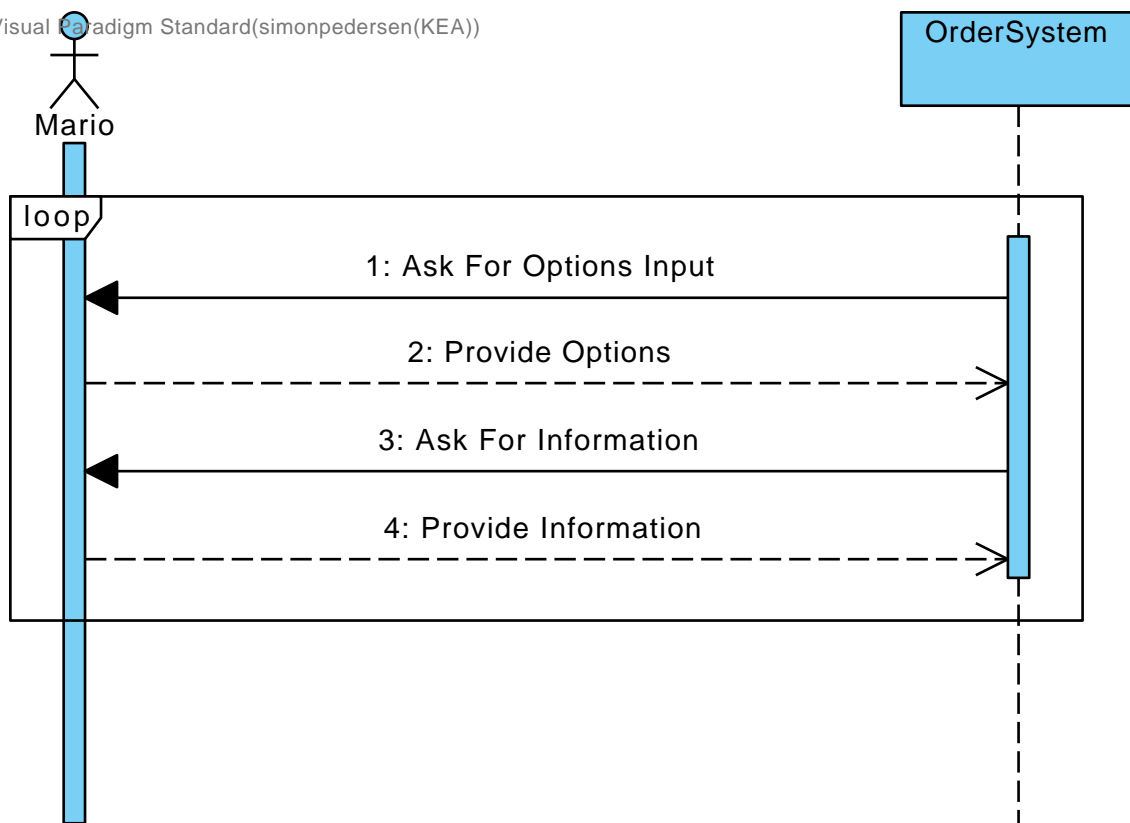 Visual Paradigm Standard(simonpedersen(KEA))
OrderSystem
Mario
loop
1: Ask For Options Input
2: Provide Options
3: Ask For Information
4: Provide Information